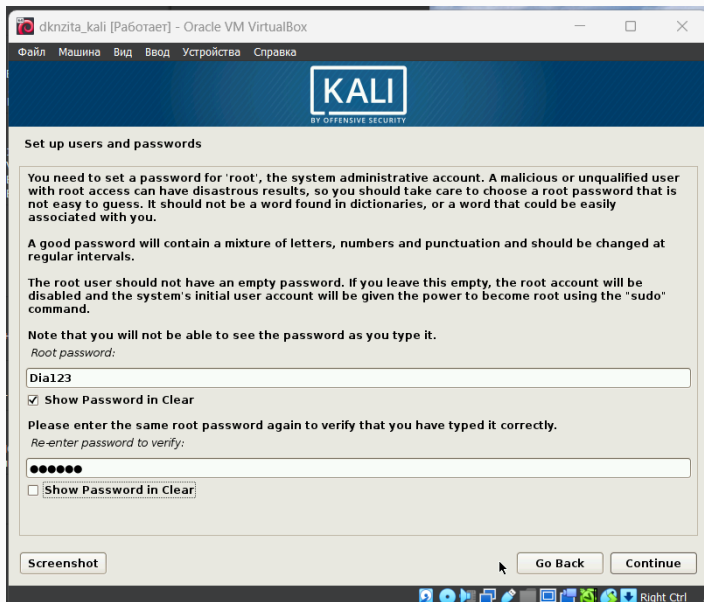 dknzita_kali [Работает] - Oracle VM VirtualBox
Файл Машина Вид Ввод Устройства Справка
KALI
BY OFFENSIVE SECURITY
Set up users and passwords
You need to set a password for 'root', the system administrative account. A malicious or unqualified user
with root access can have disastrous results, so you should take care to choose a root password that is
not easy to guess. It should not be a word found in dictionaries, or a word that could be easily
associated with you.
A good password will contain a mixture of letters, numbers and punctuation and should be changed at
regular intervals.
The root user should not have an empty password. If you leave this empty, the root account will be
disabled and the system's initial user account will be given the power to become root using the "sudo"
command.
Note that you will not be able to see the password as you type it.
Root password:
Dia123
Show Password in Clear
Please enter the same root password again to verify that you have typed it correctly.
Re-enter password to verify:
●●●●●●
Show Password in Clear
Screenshot
Go Back
Continue
Right Ctrl